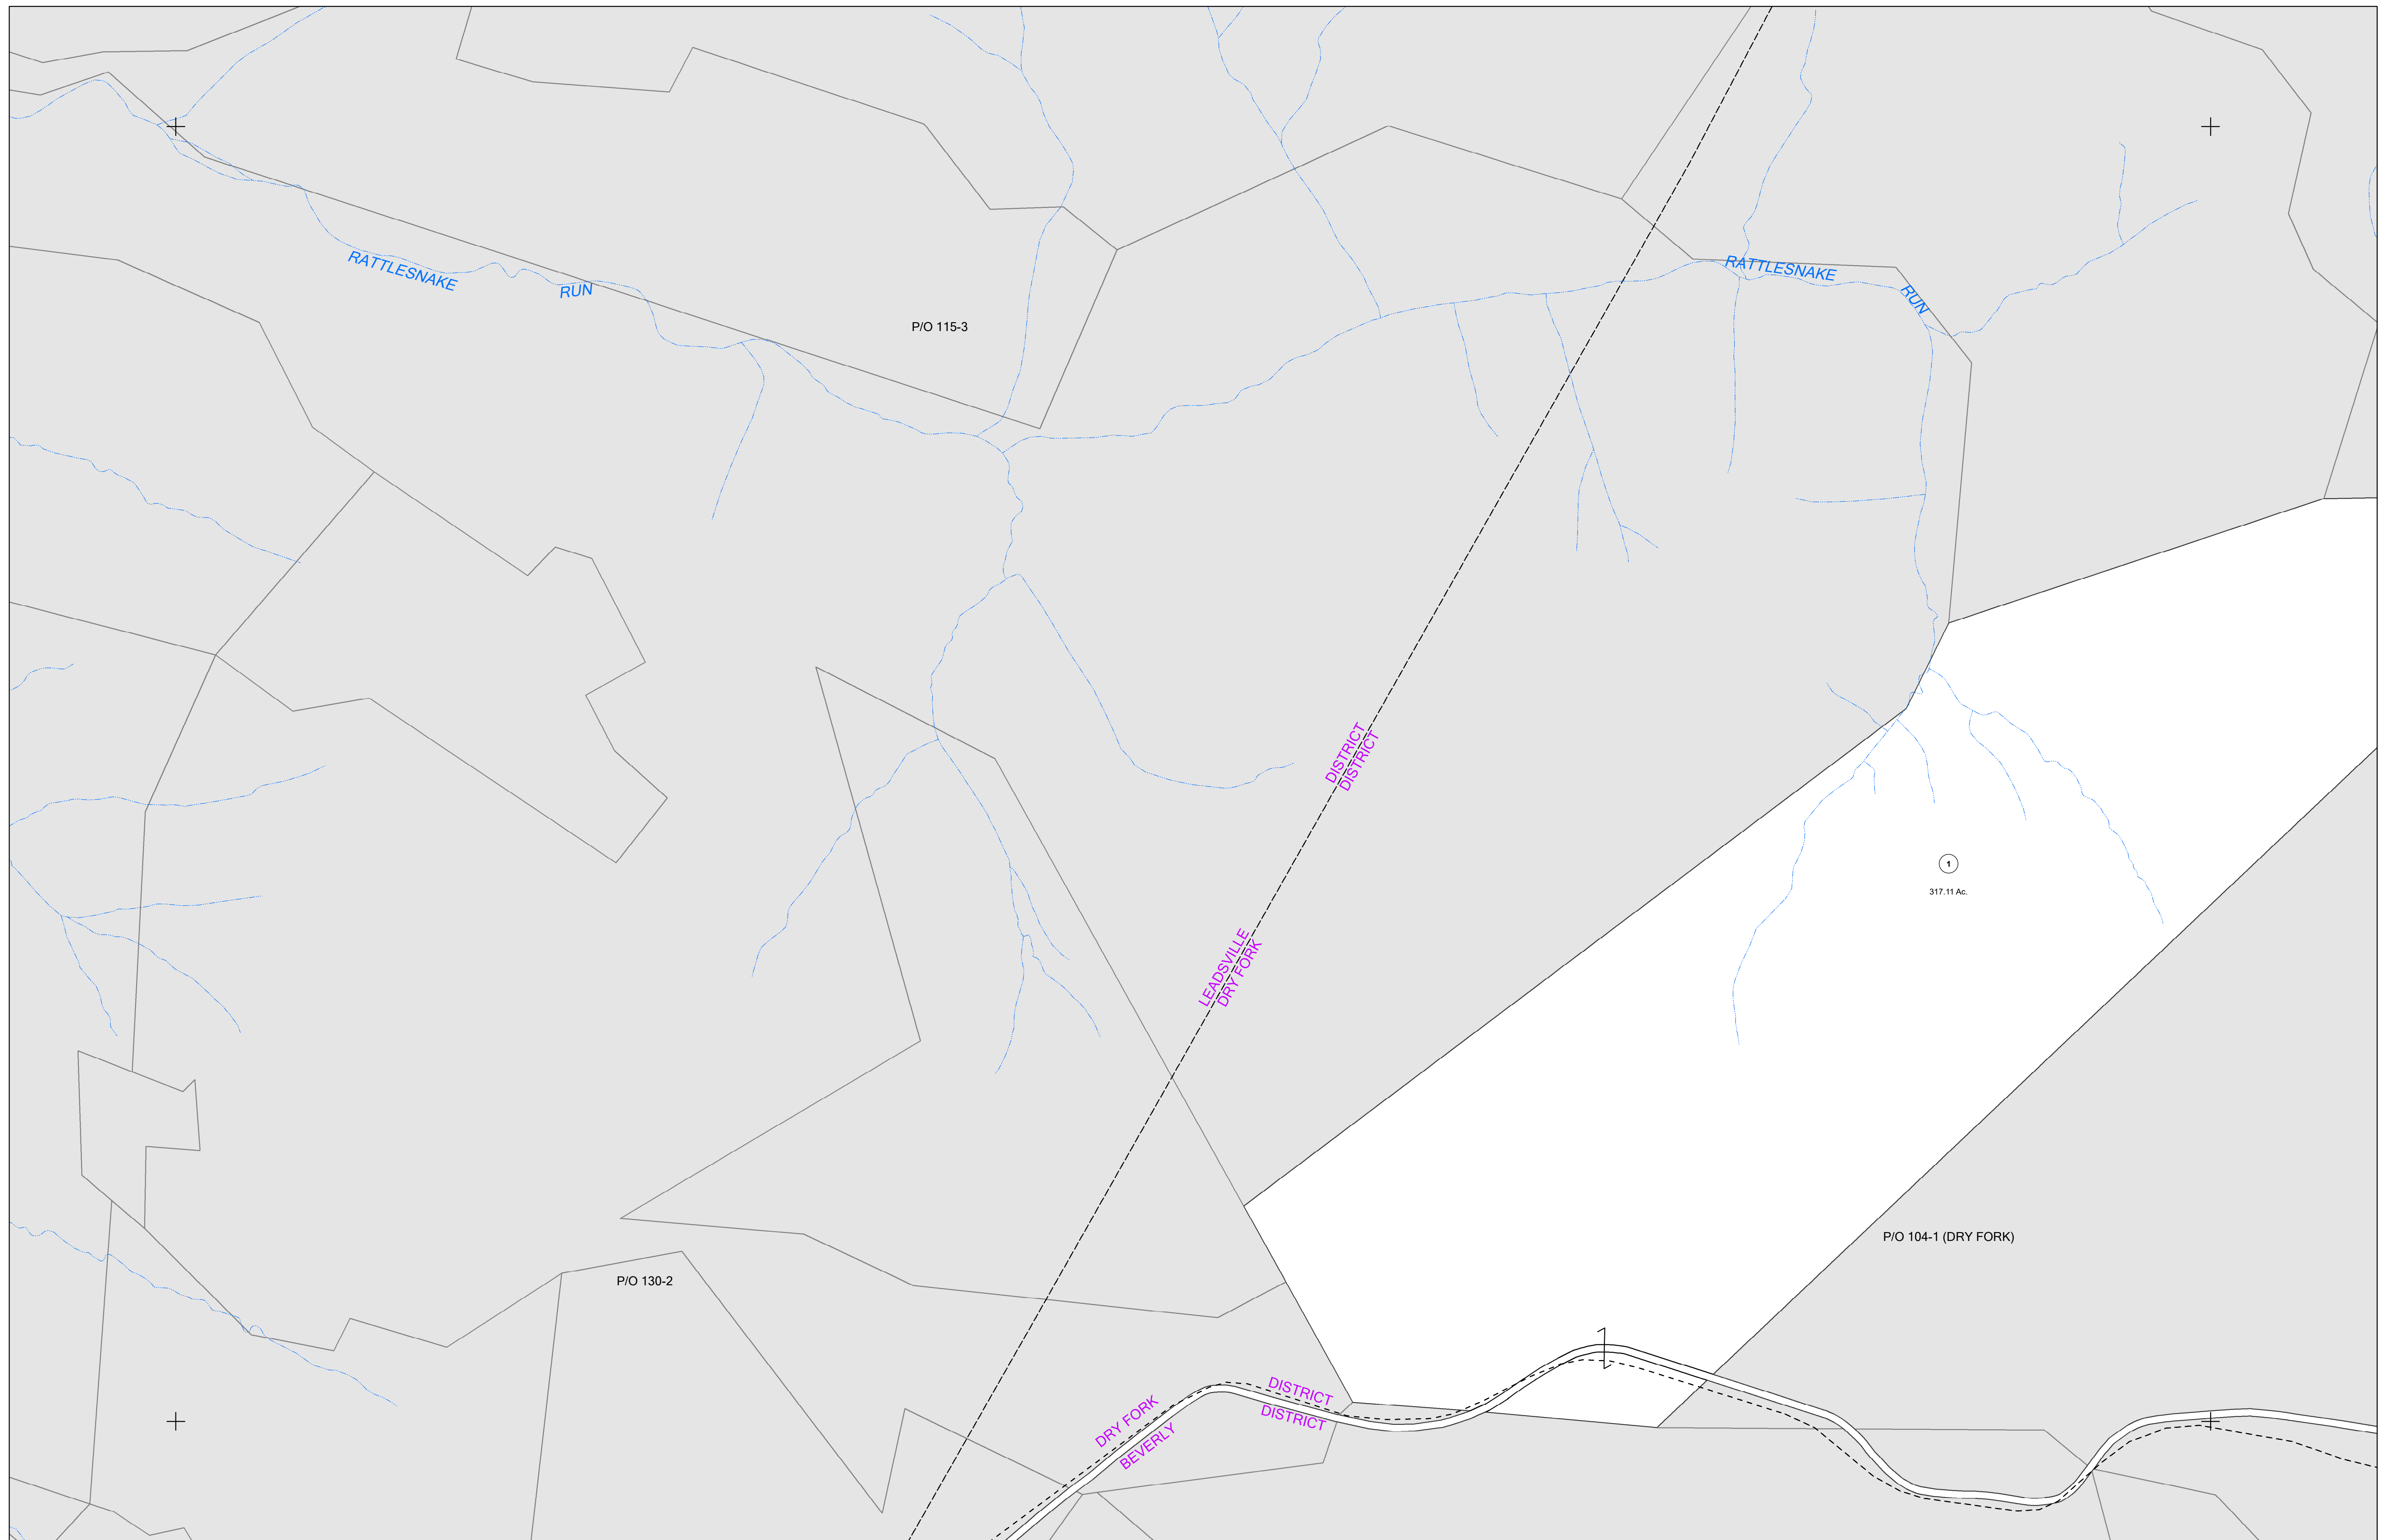 RATTLESNAKE
RUN
RATTLESNAKE
RUN
P/O 115-3
DISTRICT
DISTRICT
1
317.11 Ac.
LEADSVILLE
DRY FORK
P/O 104-1 (DRY FORK)
P/O 130-2
DISTRICT
DRY FORK
DISTRICT
BEVERLY